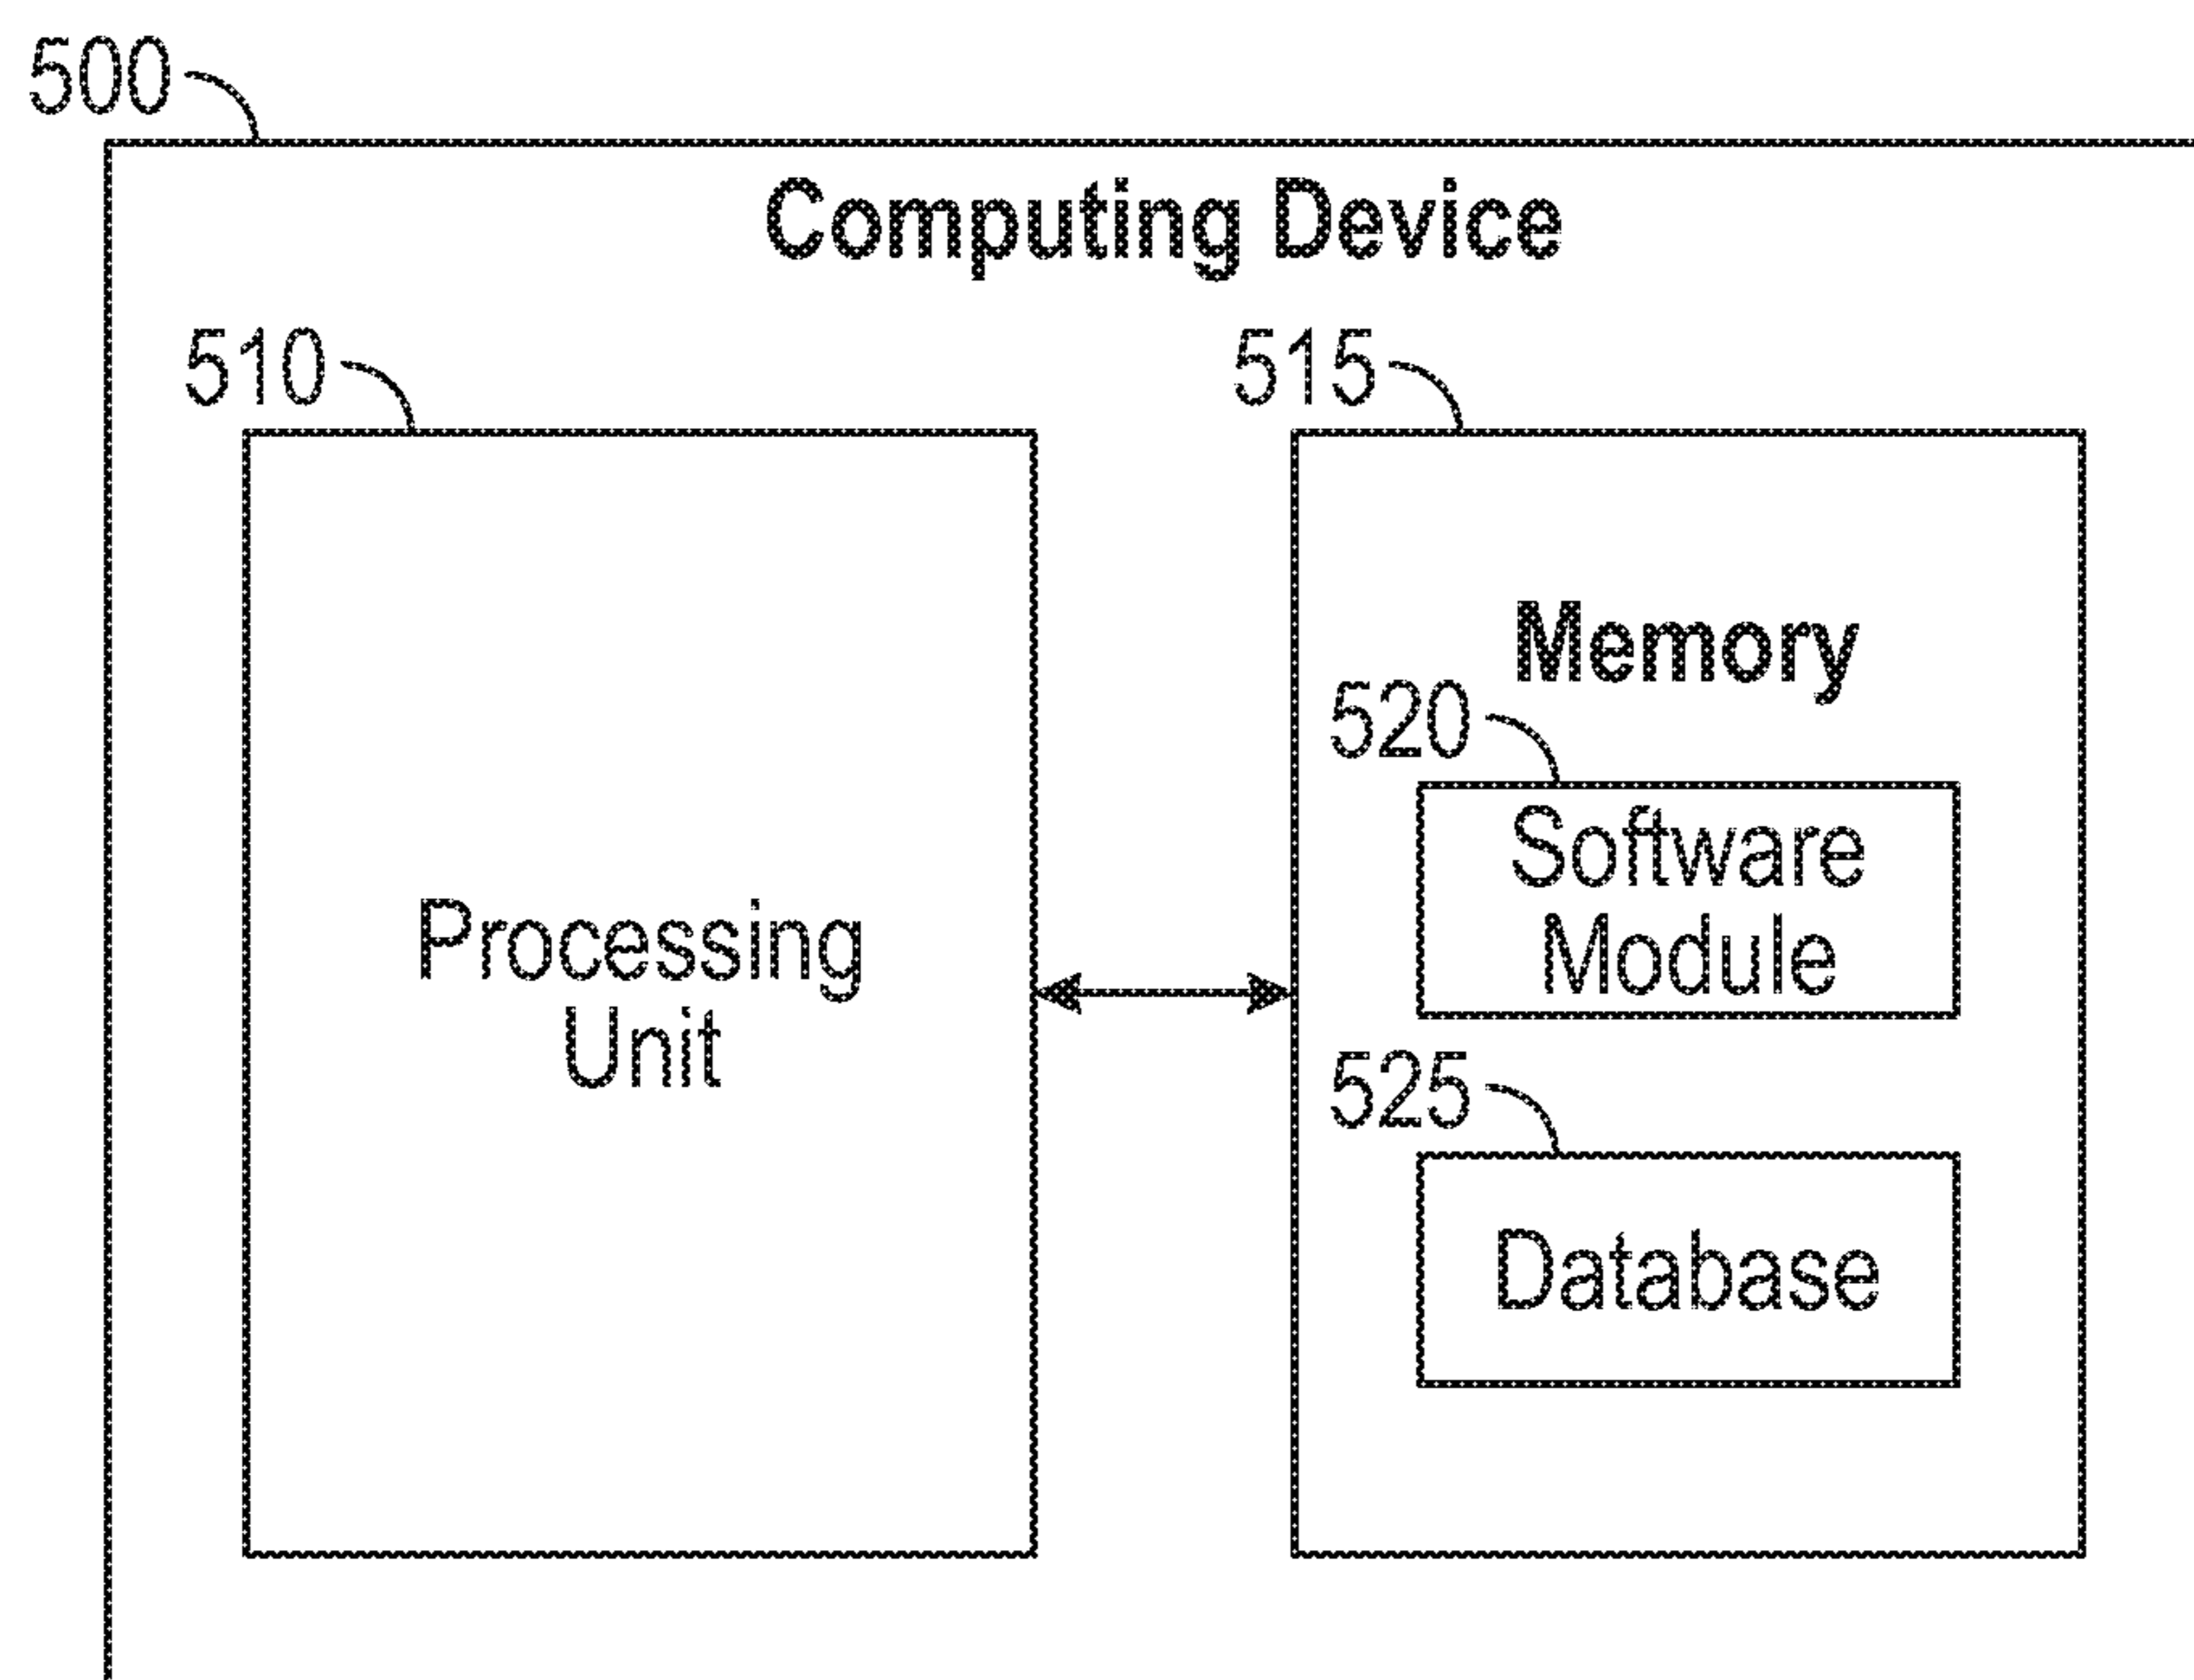 500
Computing Device
510
515
Memory
520
Software
Module
Processing
Unit
525
Database